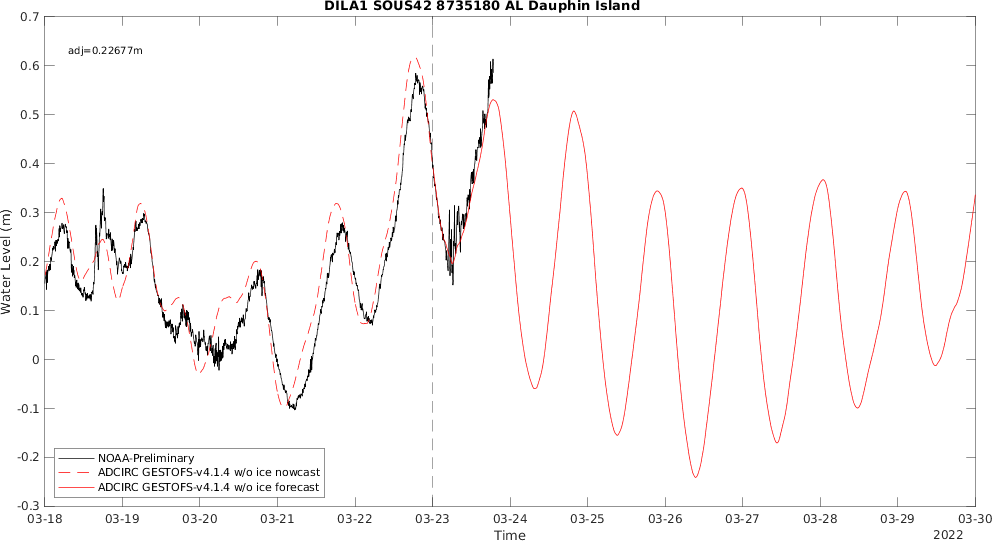 DILA1 SOUS42 8735180 AL Dauphin Island
adj=0.22677m
0.7
0.6
0.5
0.4
0.3
0.2
0.1
0
-0.1
-0.2
-0.3
Water Level (m)
NOAA-Preliminary
ADCIRC GESTOFS-v4.1.4 w/o ice nowcast
ADCIRC GESTOFS-v4.1.4 w/o ice forecast
03-18 03-19 03-20 03-21 03-22 03-23 03-24 03-25 03-26 03-27 03-28 03-29 03-30
Time
2022